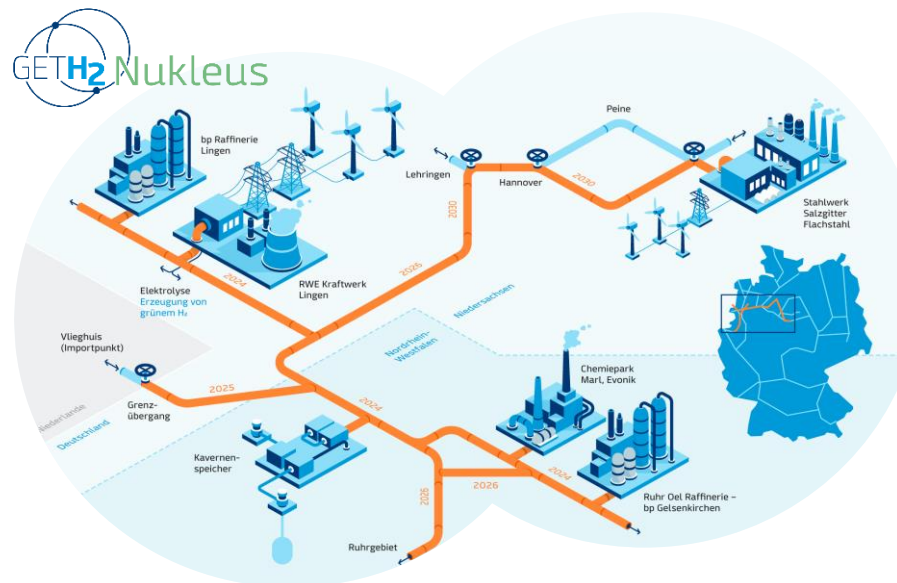 GETH2 Nukleus
bp Raffinerie
Lingen
Peine
Lehringen
Hannover
2030
2030
Stahlwerk
Salzgitter
Flachstahl
Elektrolyse
Erzeugung von
grünem H₂
2024
RWE Kraftwerk
Lingen
2026
Niedersachsen
Nordrhein-
Westfalen
Vlieghuis
(Importpunkt)
Grenz-
übergang
2025
Niederlande
Deutschland
2024
Chemiepark
Marl, Evonik
Kavernen-
speicher
2026
2026
2024
Ruhr Oel Raffinerie –
bp Gelsenkirchen
Ruhrgebiet